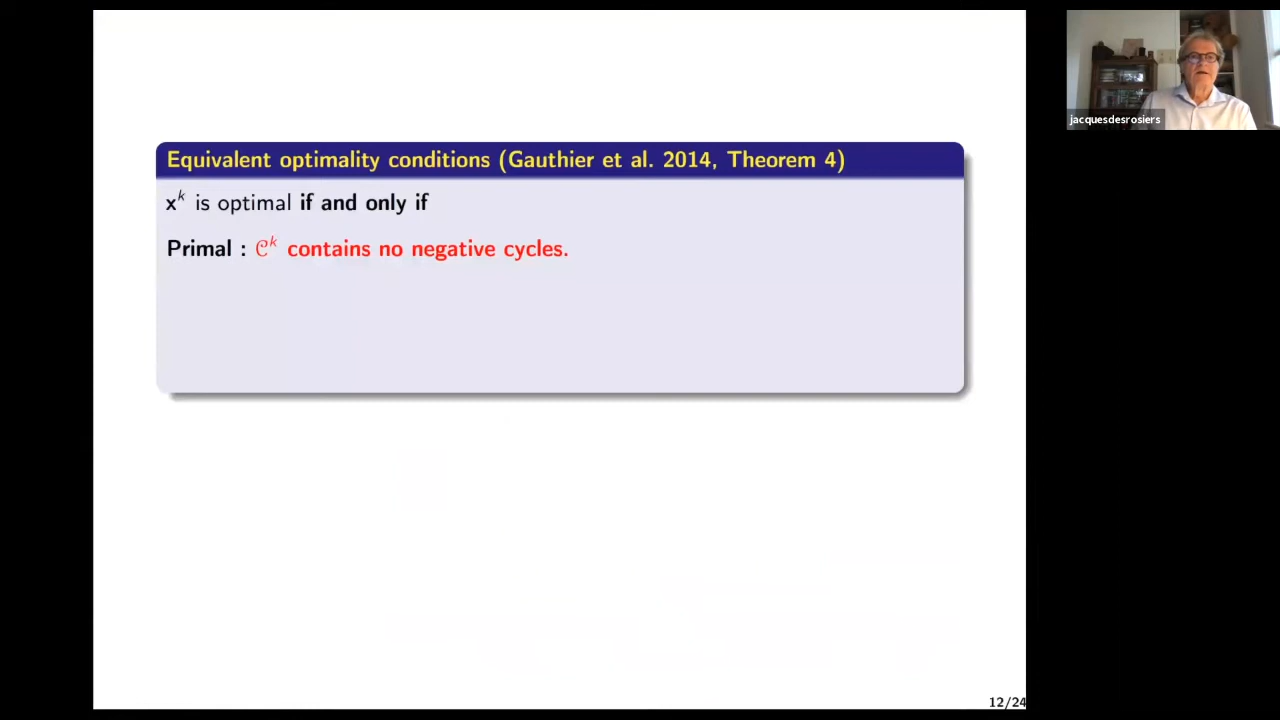 Equivalent optimality conditions (Gauthier et al. 2014, Theorem 4)
x^k is optimal if and only if
Primal : 𝒞^k contains no negative cycles.
jacquesdesrosiers
12/24